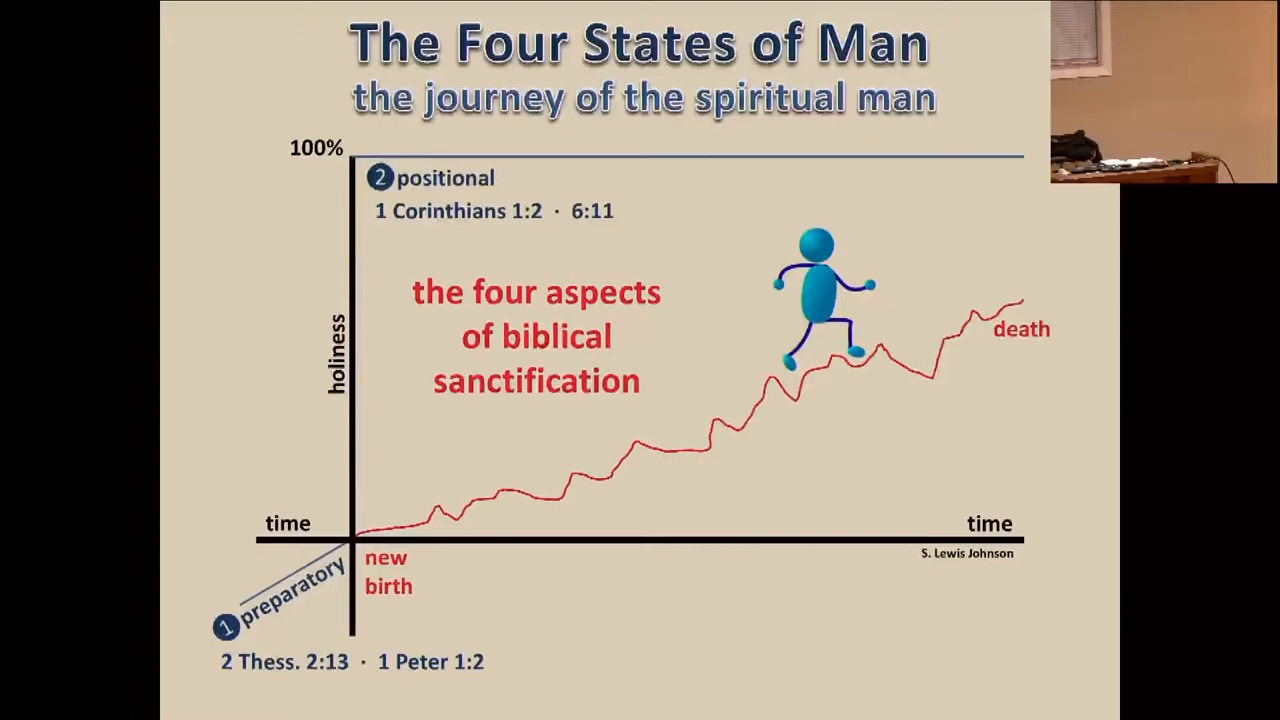 The Four States of Man
the journey of the spiritual man
100%
2 positional
1 Corinthians 1:2 · 6:11
the four aspects
of biblical
sanctification
holiness
death
time
time
new
birth
S. Lewis Johnson
1 preparatory
2 Thess. 2:13 · 1 Peter 1:2